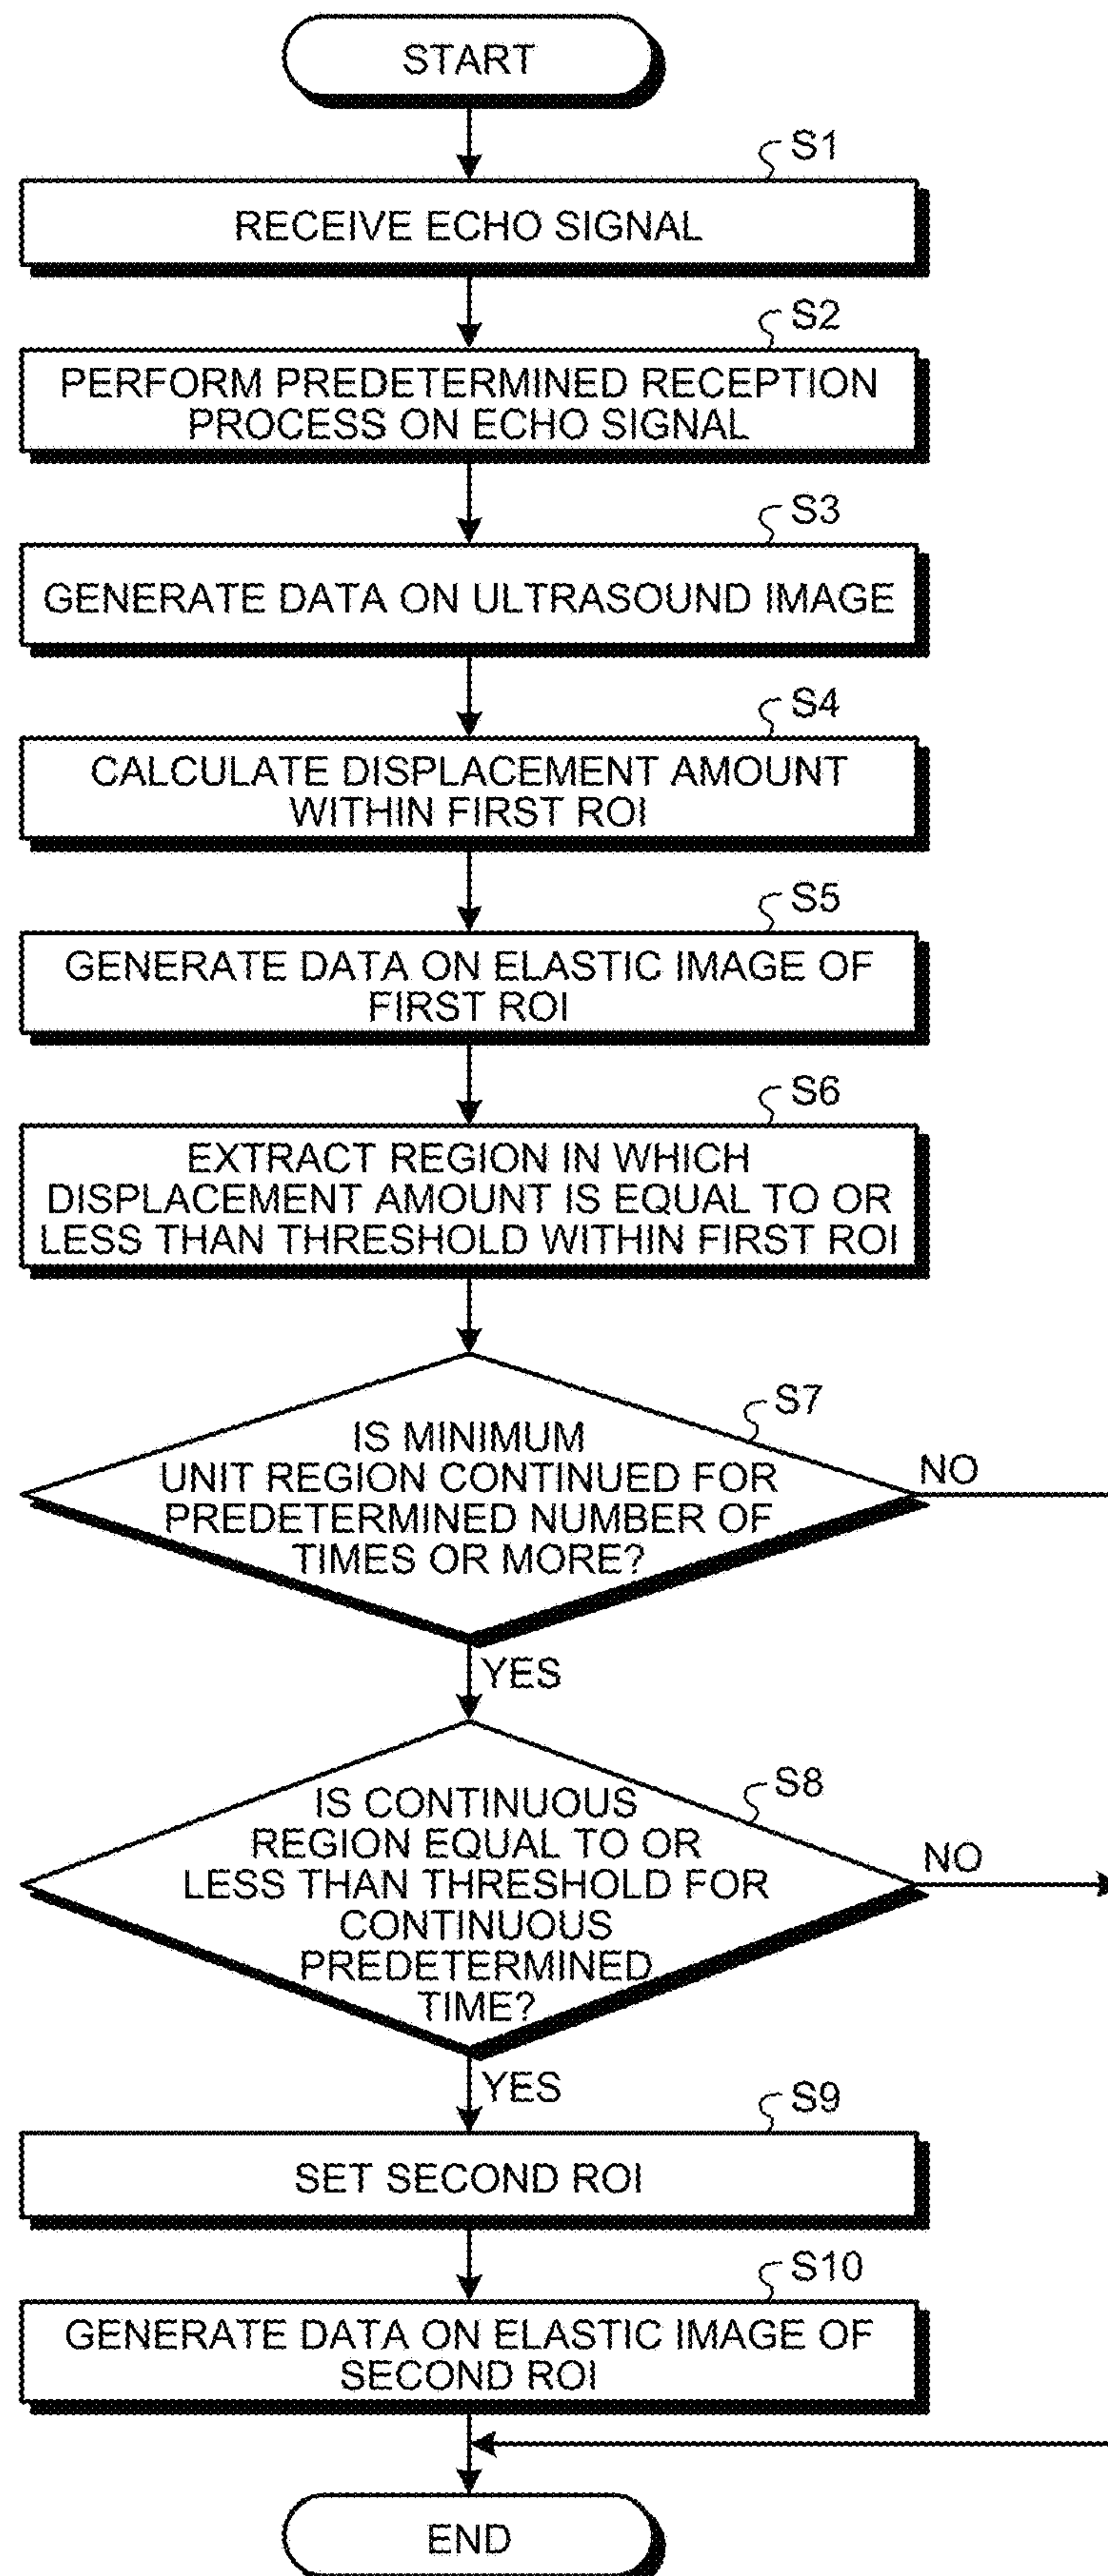 START
S1
RECEIVE ECHO SIGNAL
S2
PERFORM PREDETERMINED RECEPTION
PROCESS ON ECHO SIGNAL
S3
GENERATE DATA ON ULTRASOUND IMAGE
S4
CALCULATE DISPLACEMENT AMOUNT
WITHIN FIRST ROI
S5
GENERATE DATA ON ELASTIC IMAGE OF
FIRST ROI
S6
EXTRACT REGION IN WHICH
DISPLACEMENT AMOUNT IS EQUAL TO OR
LESS THAN THRESHOLD WITHIN FIRST ROI
S7
IS MINIMUM
UNIT REGION CONTINUED FOR
PREDETERMINED NUMBER OF
TIMES OR MORE?
NO
YES
S8
IS CONTINUOUS
REGION EQUAL TO OR
LESS THAN THRESHOLD FOR
CONTINUOUS
PREDETERMINED
TIME?
NO
YES
S9
SET SECOND ROI
S10
GENERATE DATA ON ELASTIC IMAGE OF
SECOND ROI
END